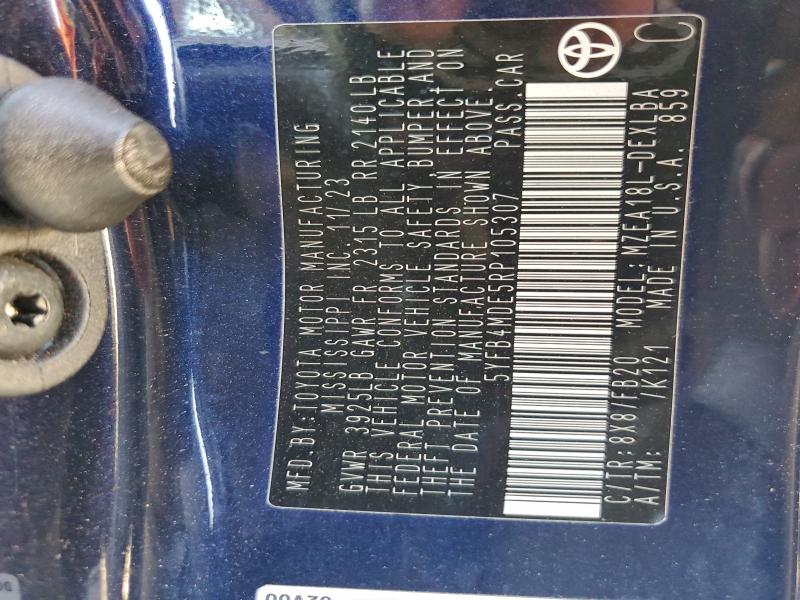 MFD.BY:TOYOTA MOTOR MANUFACTURING
MISSISSIPPI INC. 11/23
GVWR 3925LB GAWR FR 2315 LB RR 2140 LB
THIS VEHICLE CONFORMS TO ALL APPLICABLE
FEDERAL MOTOR VEHICLE SAFETY, BUMPER, AND
THEFT PREVENTION STANDARDS IN EFFECT ON
THE DATE OF MANUFACTURE SHOWN ABOVE.
5YFB4MDE5RP105307 PASS.CAR
C/TR:8X8/FB20 MODEL:MZEA18L-DEXLBA
A/TM: /K121 MADE IN U.S.A. 859
C